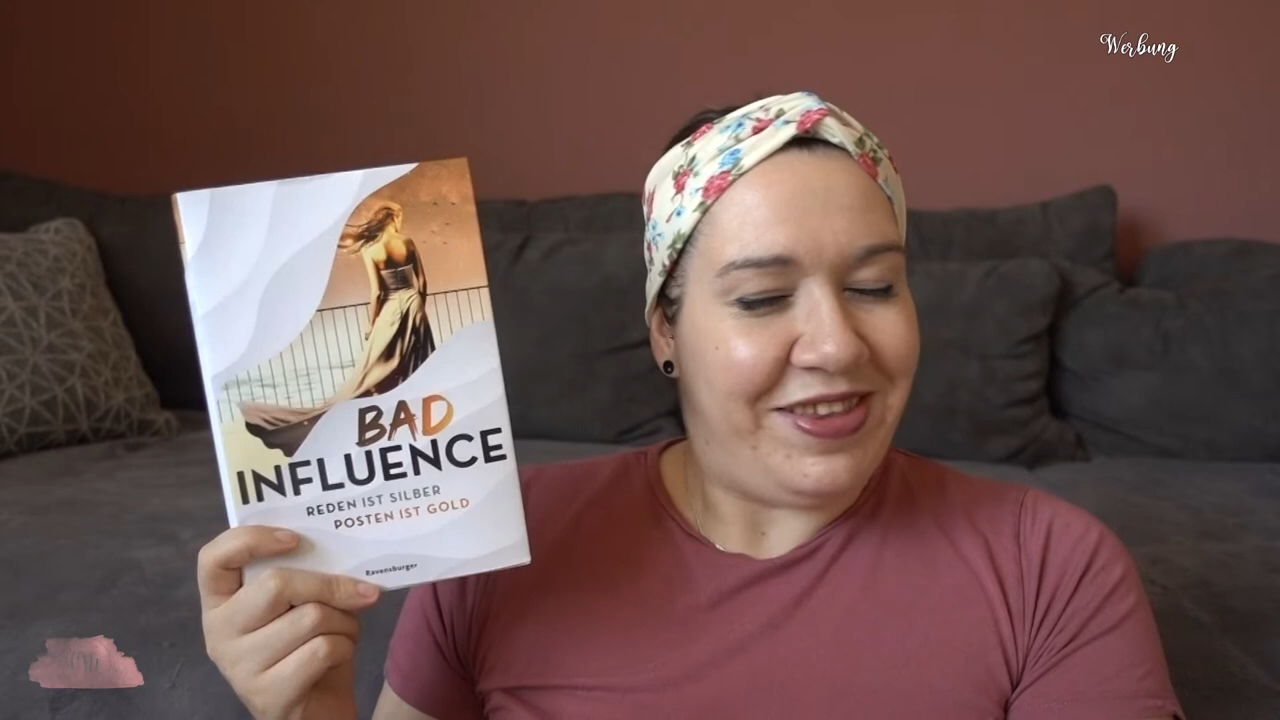 Werbung
BAD
INFLUENCE
REDEN IST SILBER
POSTEN IST GOLD
Ravensburger